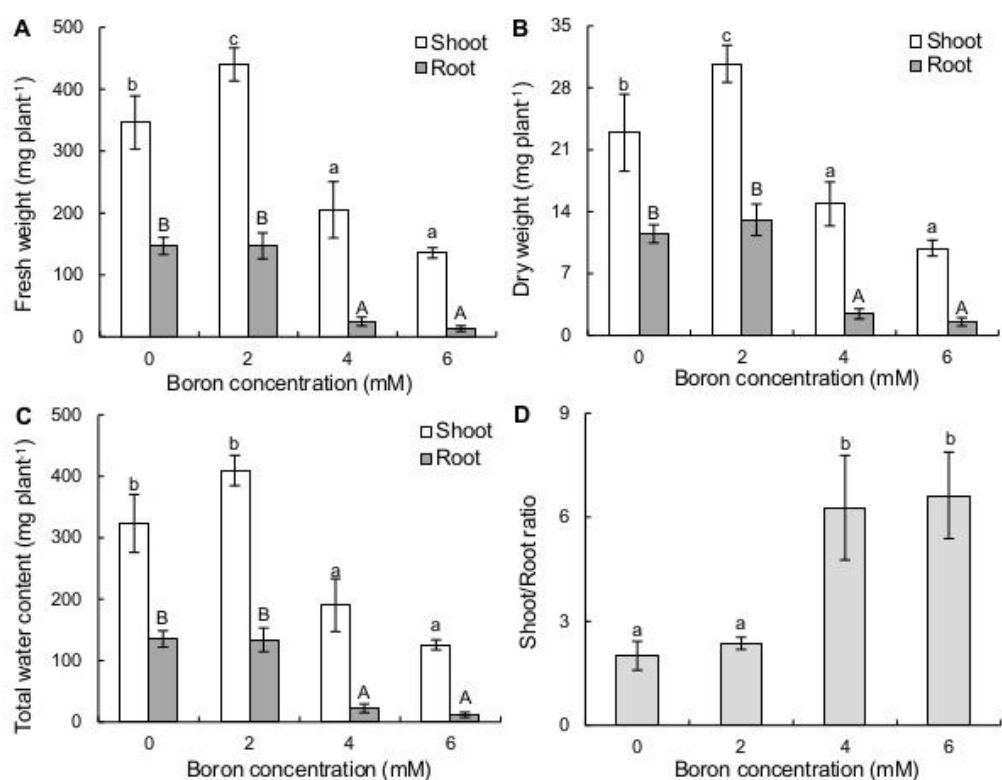 A
Fresh weight (mg plant⁻¹)
500
400
300
200
100
0
Shoot
Root
b
B
c
B
a
A
a
A
0 2 4 6
Boron concentration (mM)
B
Dry weight (mg plant⁻¹)
35
28
21
14
7
0
Shoot
Root
b
B
c
B
a
A
a
A
0 2 4 6
Boron concentration (mM)
C
Total water content (mg plant⁻¹)
500
400
300
200
100
0
Shoot
Root
b
B
b
B
a
A
a
A
0 2 4 6
Boron concentration (mM)
D
Shoot/Root ratio
9
6
3
0
a
a
b
b
0 2 4 6
Boron concentration (mM)